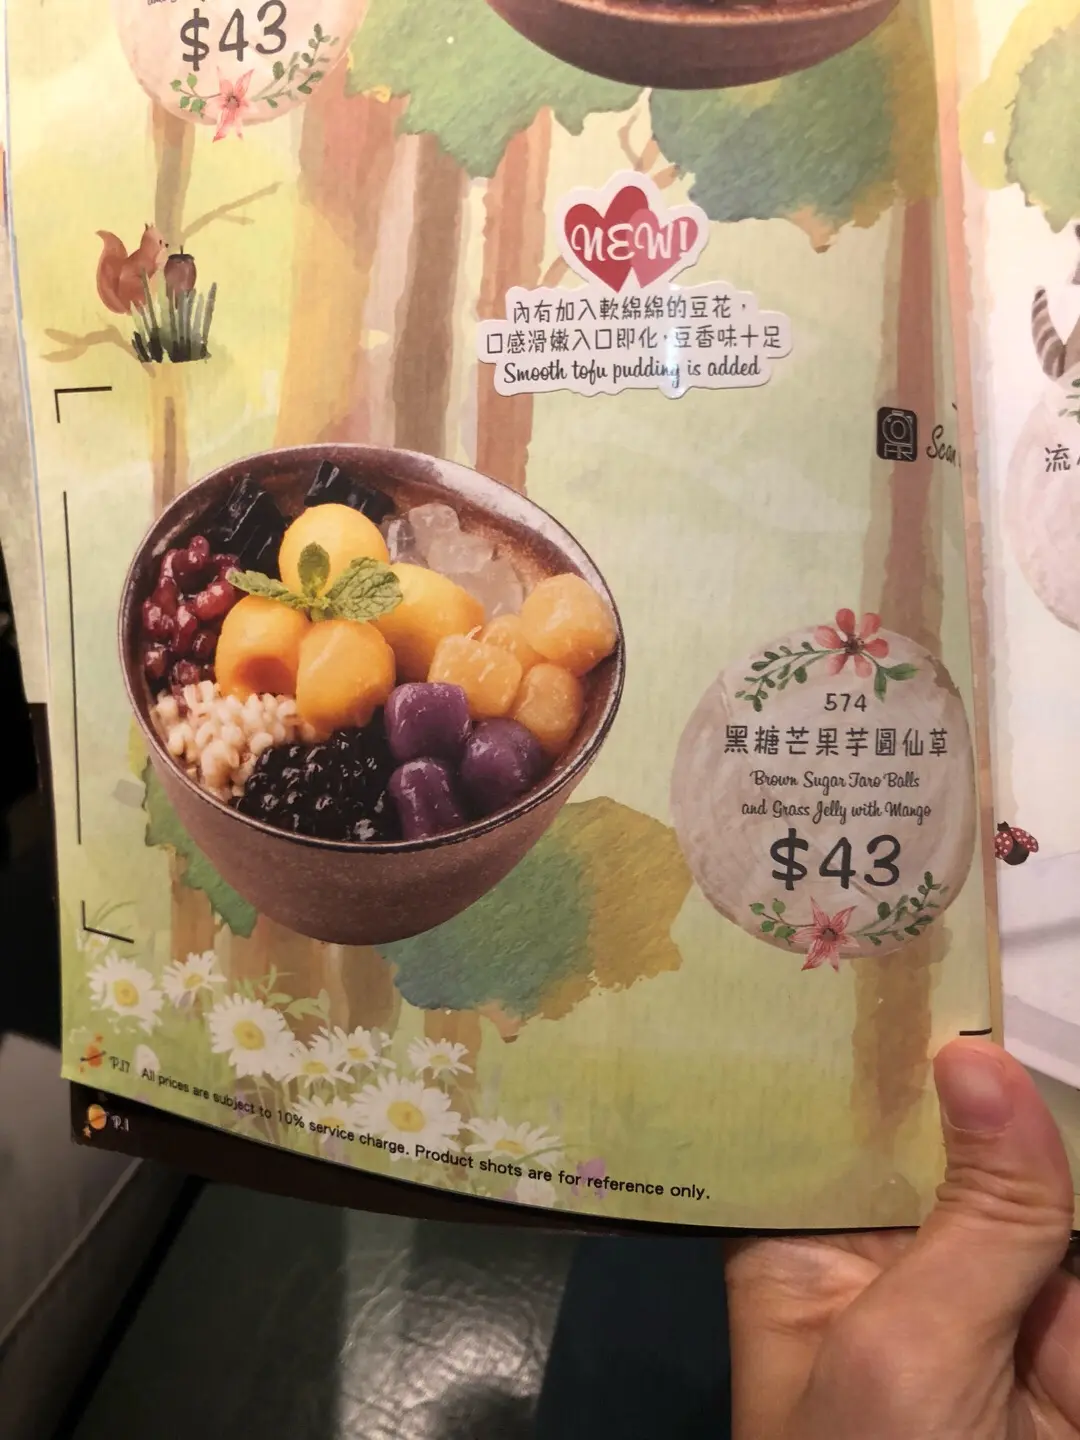 $43
NEW!
內有加入軟綿綿的豆花，
口感滑嫩入口即化，豆香味十足
Smooth tofu pudding is added
574
黑糖芒果芋圓仙草
Brown Sugar Taro Balls
and Grass Jelly with Mango
$43
流
P.17 All prices are subject to 10% service charge. Product shots are for reference only.
P.1